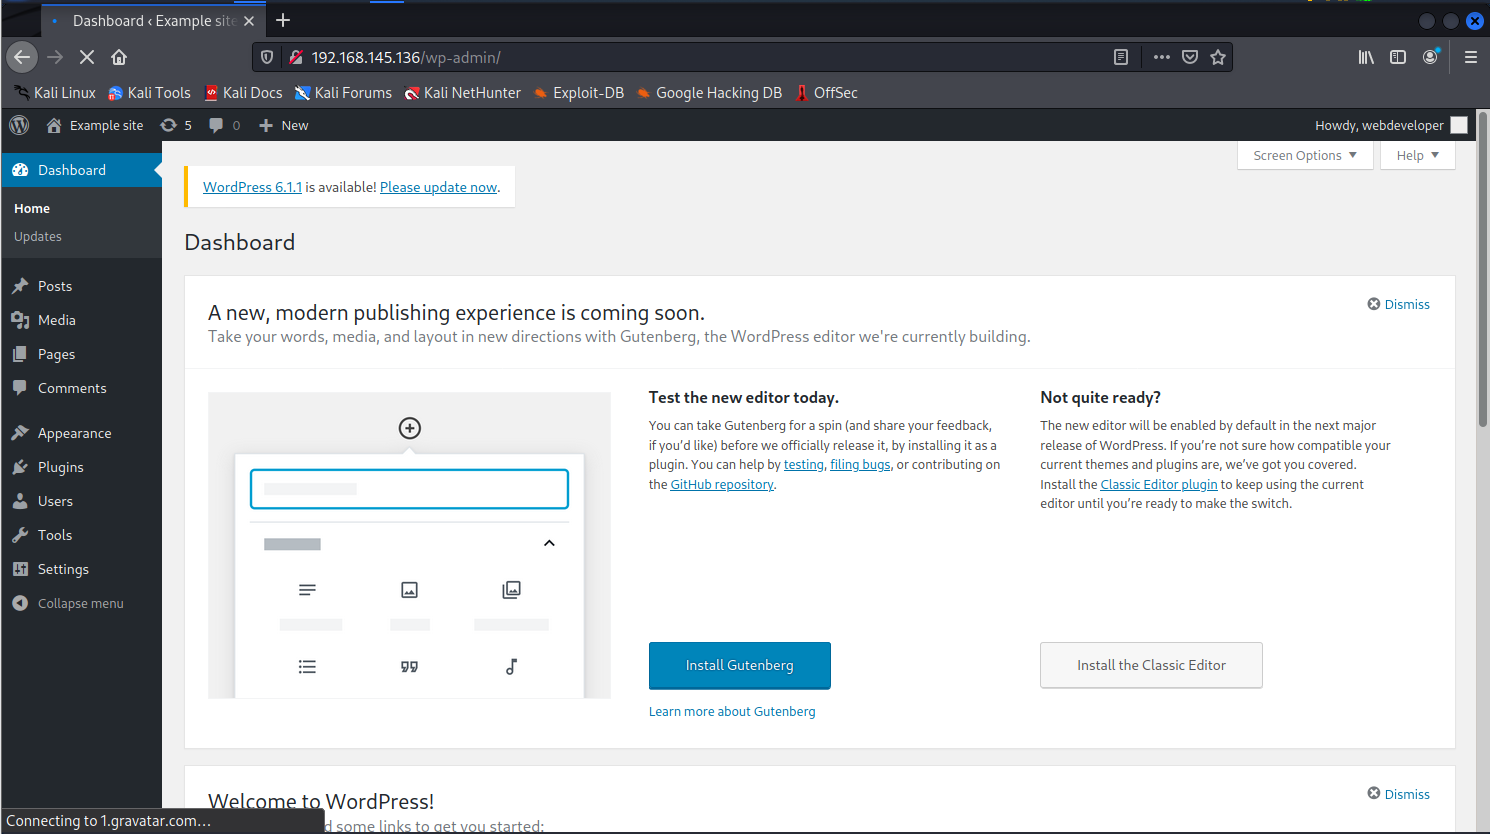 Dashboard ‹ Example site
192.168.145.136/wp-admin/
Kali Linux Kali Tools Kali Docs Kali Forums Kali NetHunter Exploit-DB Google Hacking DB OffSec
Example site 5 0 New Howdy, webdeveloper
Dashboard
Home
Updates
Posts
Media
Pages
Comments
Appearance
Plugins
Users
Tools
Settings
Collapse menu
Screen Options Help
WordPress 6.1.1 is available! Please update now.
Dashboard
A new, modern publishing experience is coming soon.
Dismiss
Take your words, media, and layout in new directions with Gutenberg, the WordPress editor we're currently building.
Test the new editor today.
You can take Gutenberg for a spin (and share your feedback,
if you’d like) before we officially release it, by installing it as a
plugin. You can help by testing, filing bugs, or contributing on
the GitHub repository.
Install Gutenberg
Learn more about Gutenberg
Not quite ready?
The new editor will be enabled by default in the next major
release of WordPress. If you’re not sure how compatible your
current themes and plugins are, we’ve got you covered.
Install the Classic Editor plugin to keep using the current
editor until you’re ready to make the switch.
Install the Classic Editor
Welcome to WordPress!
Dismiss
d some links to get you started:
Connecting to 1.gravatar.com…